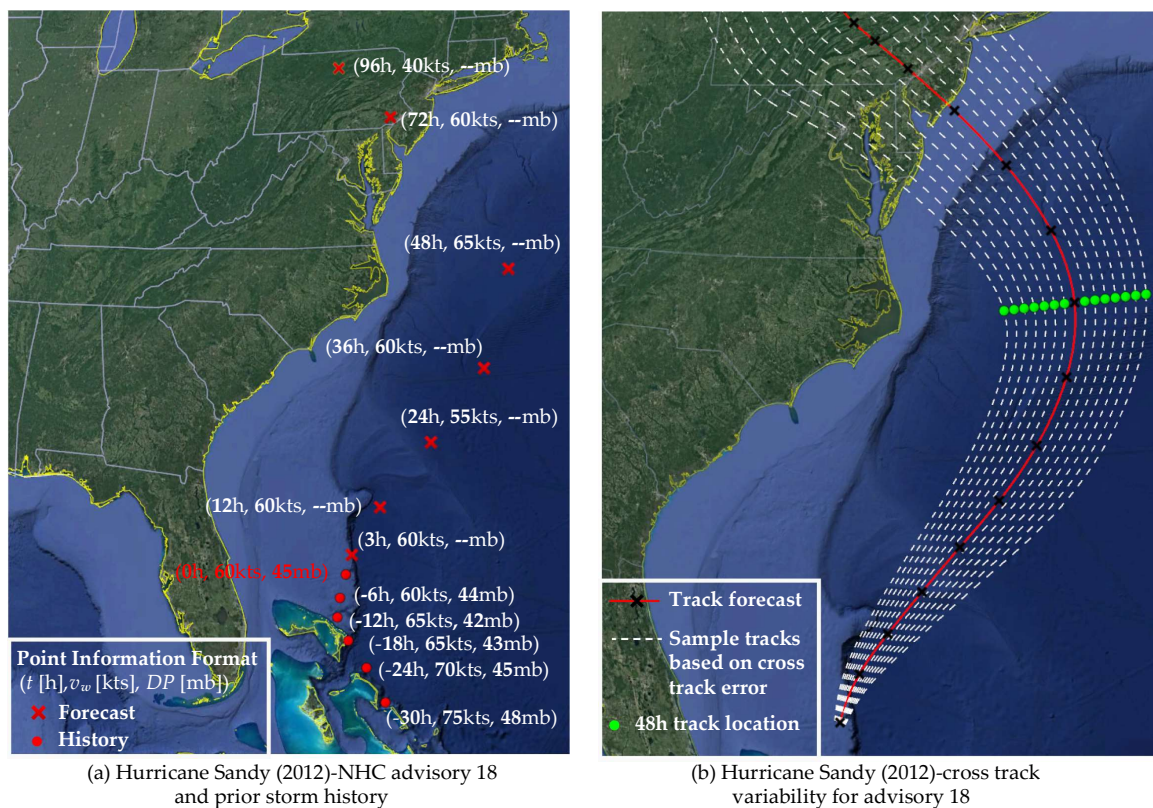 (96h, 40kts, --mb)
(72h, 60kts, --mb)
(48h, 65kts, --mb)
(36h, 60kts, --mb)
(24h, 55kts, --mb)
(12h, 60kts, --mb)
(3h, 60kts, --mb)
(0h, 60kts, 45mb)
(-6h, 60kts, 44mb)
(-12h, 65kts, 42mb)
(-18h, 65kts, 43mb)
(-24h, 70kts, 45mb)
(-30h, 75kts, 48mb)
Point Information Format
(t [h],v_w [kts], DP [mb])
Forecast
History
(a) Hurricane Sandy (2012)-NHC advisory 18
and prior storm history
Track forecast
Sample tracks
based on cross
track error
48h track location
(b) Hurricane Sandy (2012)-cross track
variability for advisory 18